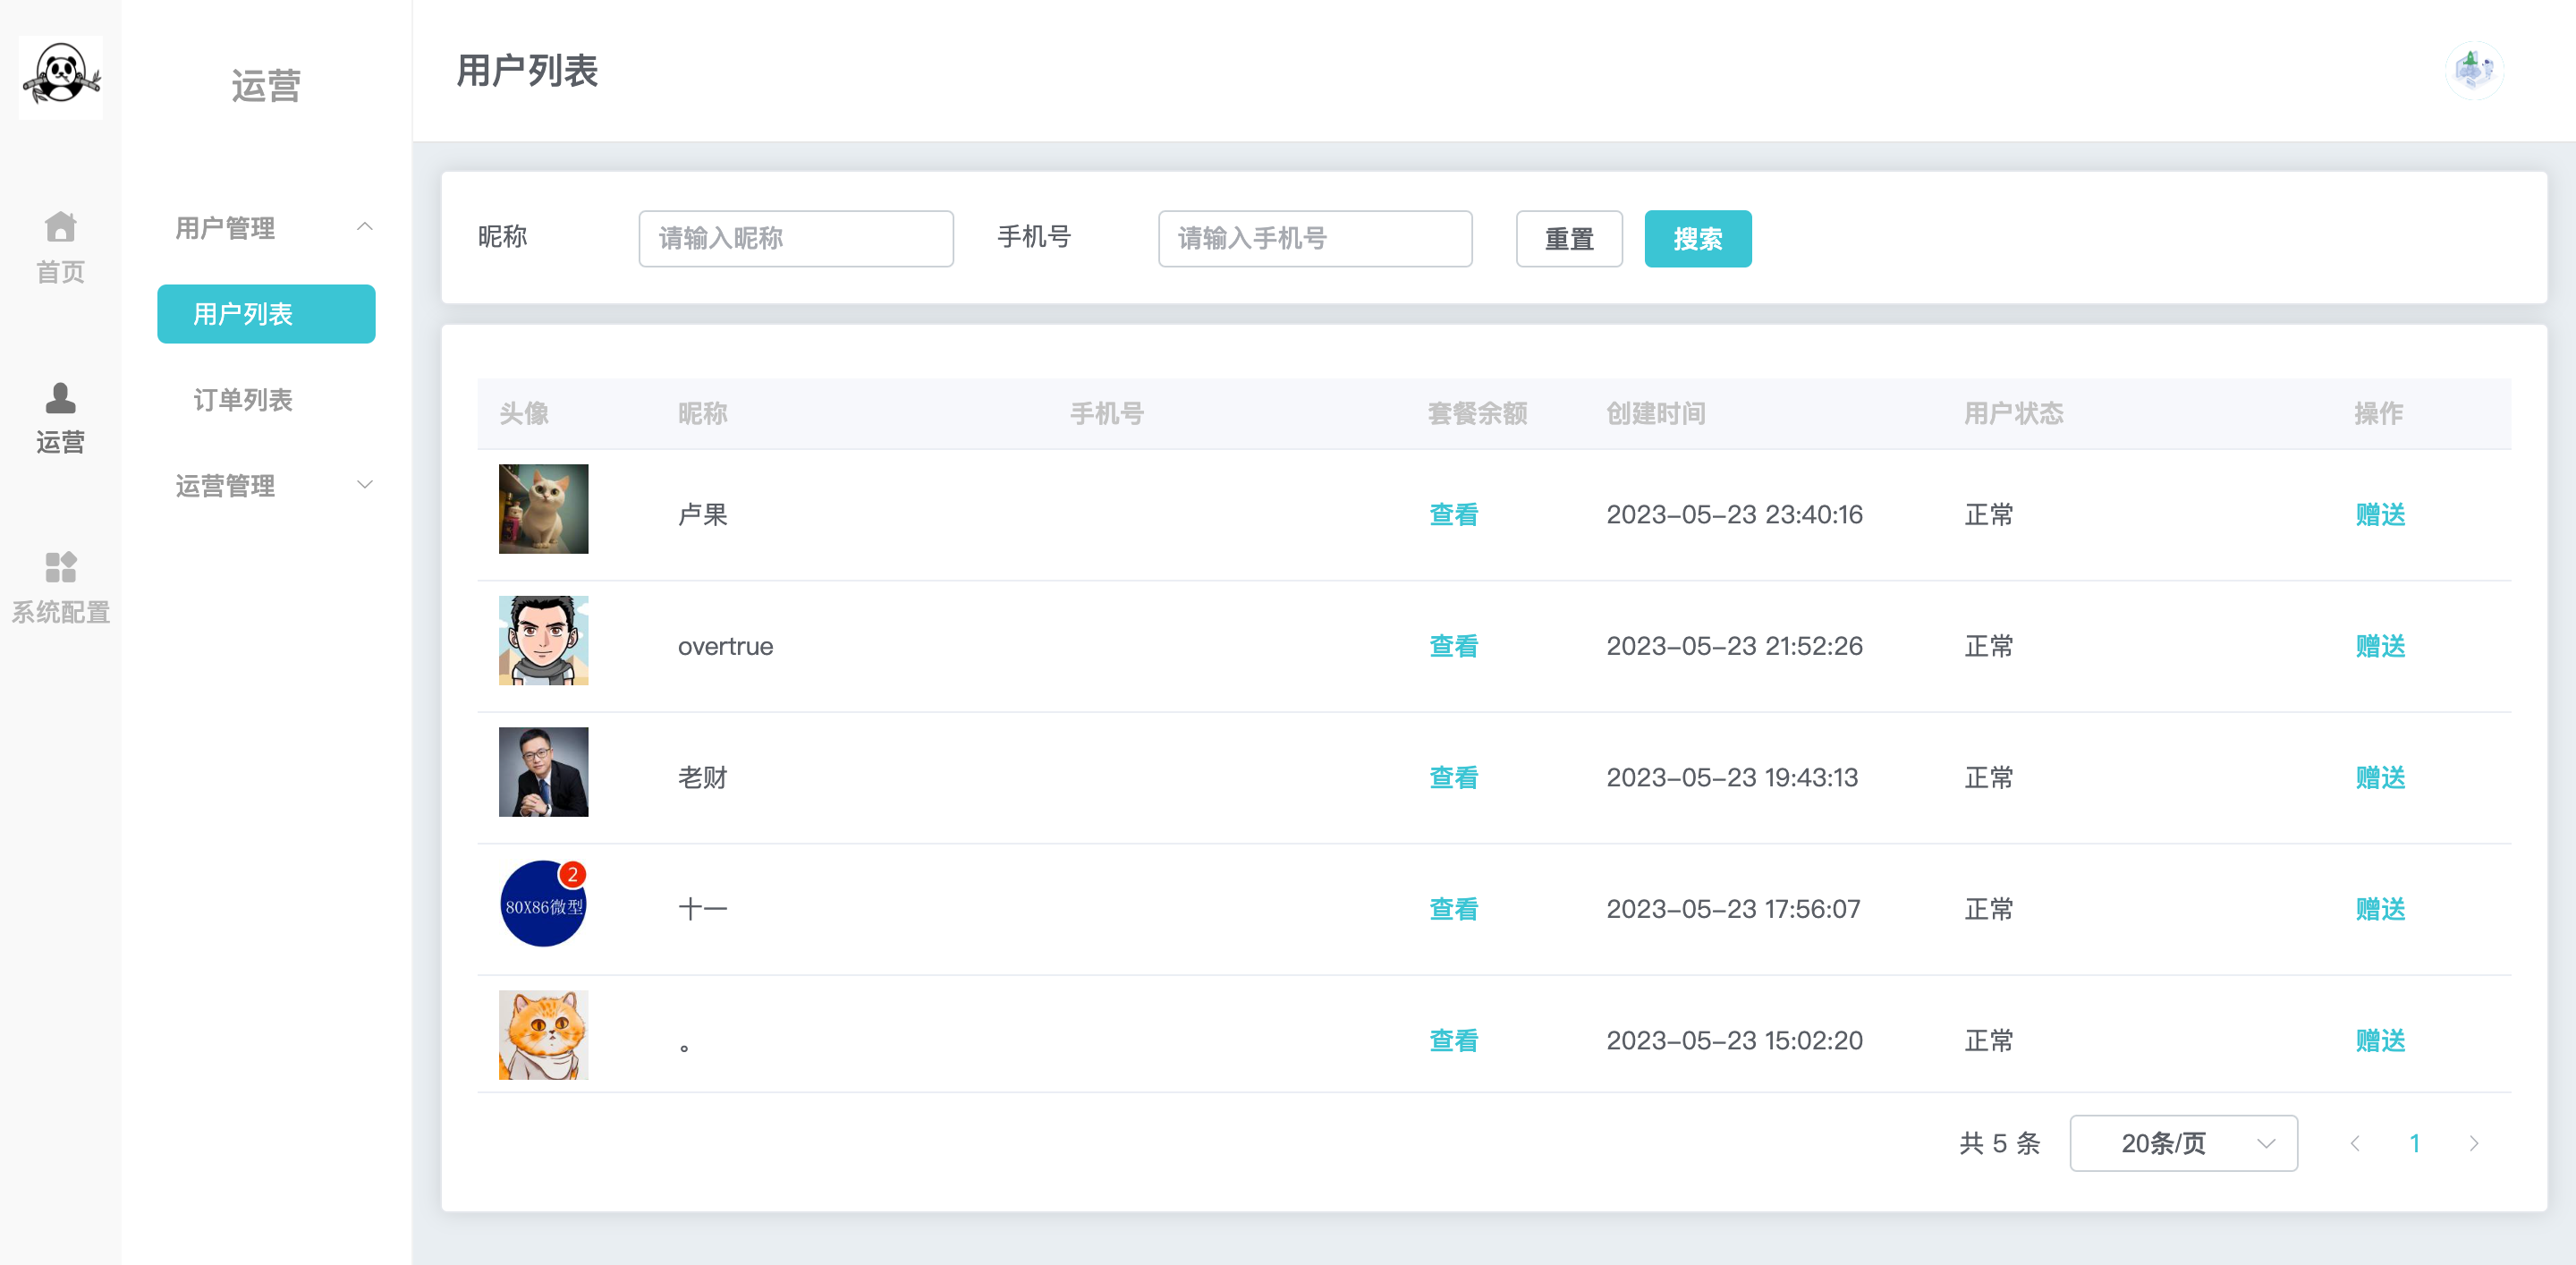 运营
首页
运营
系统配置
用户管理
用户列表
订单列表
运营管理
用户列表
昵称 请输入昵称 手机号 请输入手机号 重置 搜索
头像 昵称 手机号 套餐余额 创建时间 用户状态 操作
卢果 查看 2023-05-23 23:40:16 正常 赠送
overtrue 查看 2023-05-23 21:52:26 正常 赠送
老财 查看 2023-05-23 19:43:13 正常 赠送
2
80X86微型
十一 查看 2023-05-23 17:56:07 正常 赠送
。 查看 2023-05-23 15:02:20 正常 赠送
共 5 条 20条/页 1